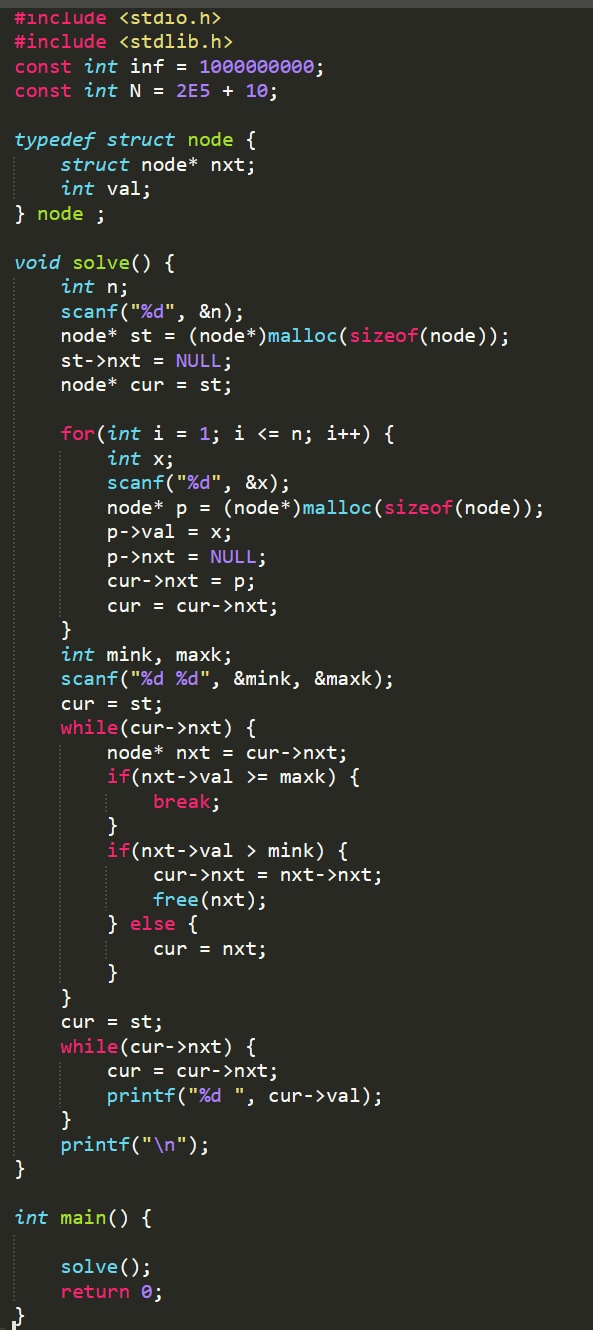 #include <stdio.h>
#include <stdlib.h>
const int inf = 1000000000;
const int N = 2E5 + 10;

typedef struct node {
    struct node* nxt;
    int val;
} node ;

void solve() {
    int n;
    scanf("%d", &n);
    node* st = (node*)malloc(sizeof(node));
    st->nxt = NULL;
    node* cur = st;

    for(int i = 1; i <= n; i++) {
        int x;
        scanf("%d", &x);
        node* p = (node*)malloc(sizeof(node));
        p->val = x;
        p->nxt = NULL;
        cur->nxt = p;
        cur = cur->nxt;
    }
    int mink, maxk;
    scanf("%d %d", &mink, &maxk);
    cur = st;
    while(cur->nxt) {
        node* nxt = cur->nxt;
        if(nxt->val >= maxk) {
            break;
        }
        if(nxt->val > mink) {
            cur->nxt = nxt->nxt;
            free(nxt);
        } else {
            cur = nxt;
        }
    }
    cur = st;
    while(cur->nxt) {
        cur = cur->nxt;
        printf("%d ", cur->val);
    }
    printf("\n");
}

int main() {

    solve();
    return 0;
}